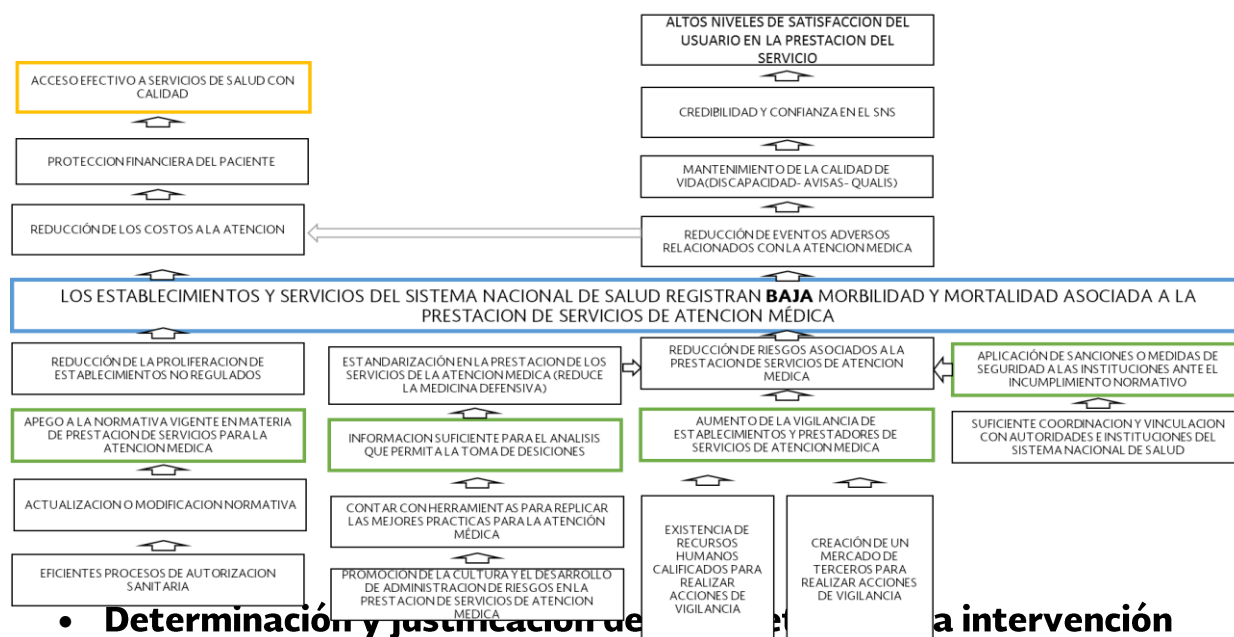 ALTOS NIVELES DE SATISFACCION DEL
USUARIO EN LA PRESTACION DEL
SERVICIO
ACCESO EFECTIVO A SERVICIOS DE SALUD CON
CALIDAD
CREDIBILIDAD Y CONFIANZA EN EL SNS
PROTECCION FINANCIERA DEL PACIENTE
MANTENIMIENTO DE LA CALIDAD DE
VIDA(DISCAPACIDAD- AVISAS- QUALIS)
REDUCCIÓN DE LOS COSTOS A LA ATENCION
REDUCCIÓN DE EVENTOS ADVERSOS
RELACIONADOS CON LA ATENCION MEDICA
LOS ESTABLECIMIENTOS Y SERVICIOS DEL SISTEMA NACIONAL DE SALUD REGISTRAN BAJA MORBILIDAD Y MORTALIDAD ASOCIADA A LA
PRESTACION DE SERVICIOS DE ATENCION MÉDICA
REDUCCIÓN DE LA PROLIFERACION DE
ESTABLECIMIENTOS NO REGULADOS
ESTANDARIZACIÓN EN LA PRESTACION DE LOS
SERVICIOS DE LA ATENCION MEDICA (REDUCE
LA MEDICINA DEFENSIVA)
REDUCCIÓN DE RIESGOS ASOCIADOS A LA
PRESTACION DE SERVICIOS DE ATENCION
MEDICA
APLICACIÓN DE SANCIONES O MEDIDAS DE
SEGURIDAD A LAS INSTITUCIONES ANTE EL
INCUMPLIMIENTO NORMATIVO
APEGO A LA NORMATIVA VIGENTE EN MATERIA
DE PRESTACION DE SERVICIOS PARA LA
ATENCION MEDICA
INFORMACION SUFICIENTE PARA EL ANALISIS
QUE PERMITA LA TOMA DE DESICIONES
AUMENTO DE LA VIGILANCIA DE
ESTABLECIMIENTOS Y PRESTADORES DE
SERVICIOS DE ATENCION MEDICA
SUFICIENTE COORDINACION Y VINCULACION
CON AUTORIDADES E INSTITUCIONES DEL
SISTEMA NACIONAL DE SALUD
ACTUALIZACION O MODIFICACION NORMATIVA
CONTAR CON HERRAMIENTAS PARA REPLICAR
LAS MEJORES PRACTICAS PARA LA ATENCIÓN
MÉDICA
EXISTENCIA DE
RECURSOS
HUMANOS
CALIFICADOS PARA
REALIZAR
ACCIONES DE
VIGILANCIA
CREACIÓN DE UN
MERCADO DE
TERCEROS PARA
REALIZAR ACCIONES
DE VIGILANCIA
EFICIENTES PROCESOS DE AUTORIZACION
SANITARIA
PROMOCION DE LA CULTURA Y EL DESARROLLO
DE ADMINISTRACION DE RIESGOS EN LA
PRESTACION DE SERVICIOS DE ATENCION
MEDICA
• Determinación y justificación de intervención